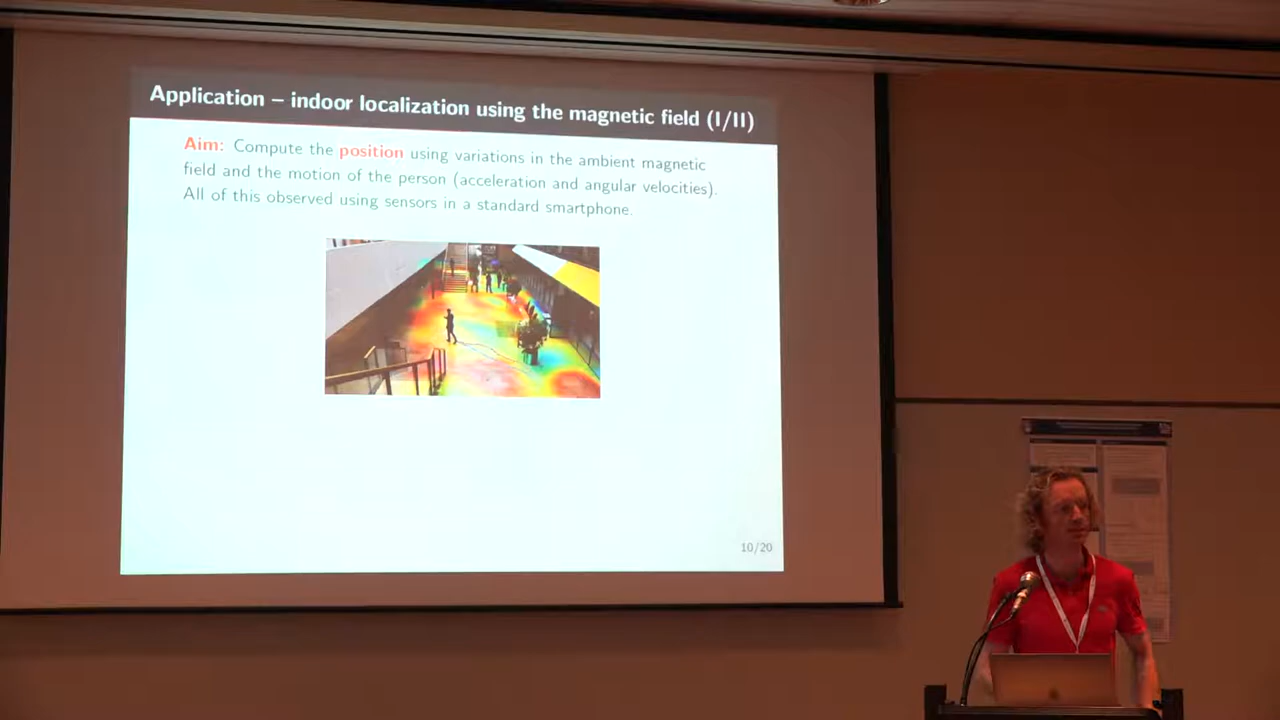 Application – indoor localization using the magnetic field (I/II)
Aim: Compute the position using variations in the ambient magnetic
field and the motion of the person (acceleration and angular velocities).
All of this observed using sensors in a standard smartphone.
10/20